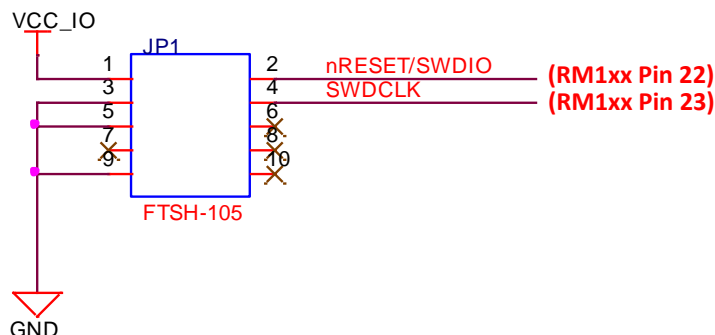 VCC_IO
JP1
1 2 nRESET/SWDIO (RM1xx Pin 22)
3 4 SWDCLK (RM1xx Pin 23)
5 6
7 8
9 10
FTSH-105
GND